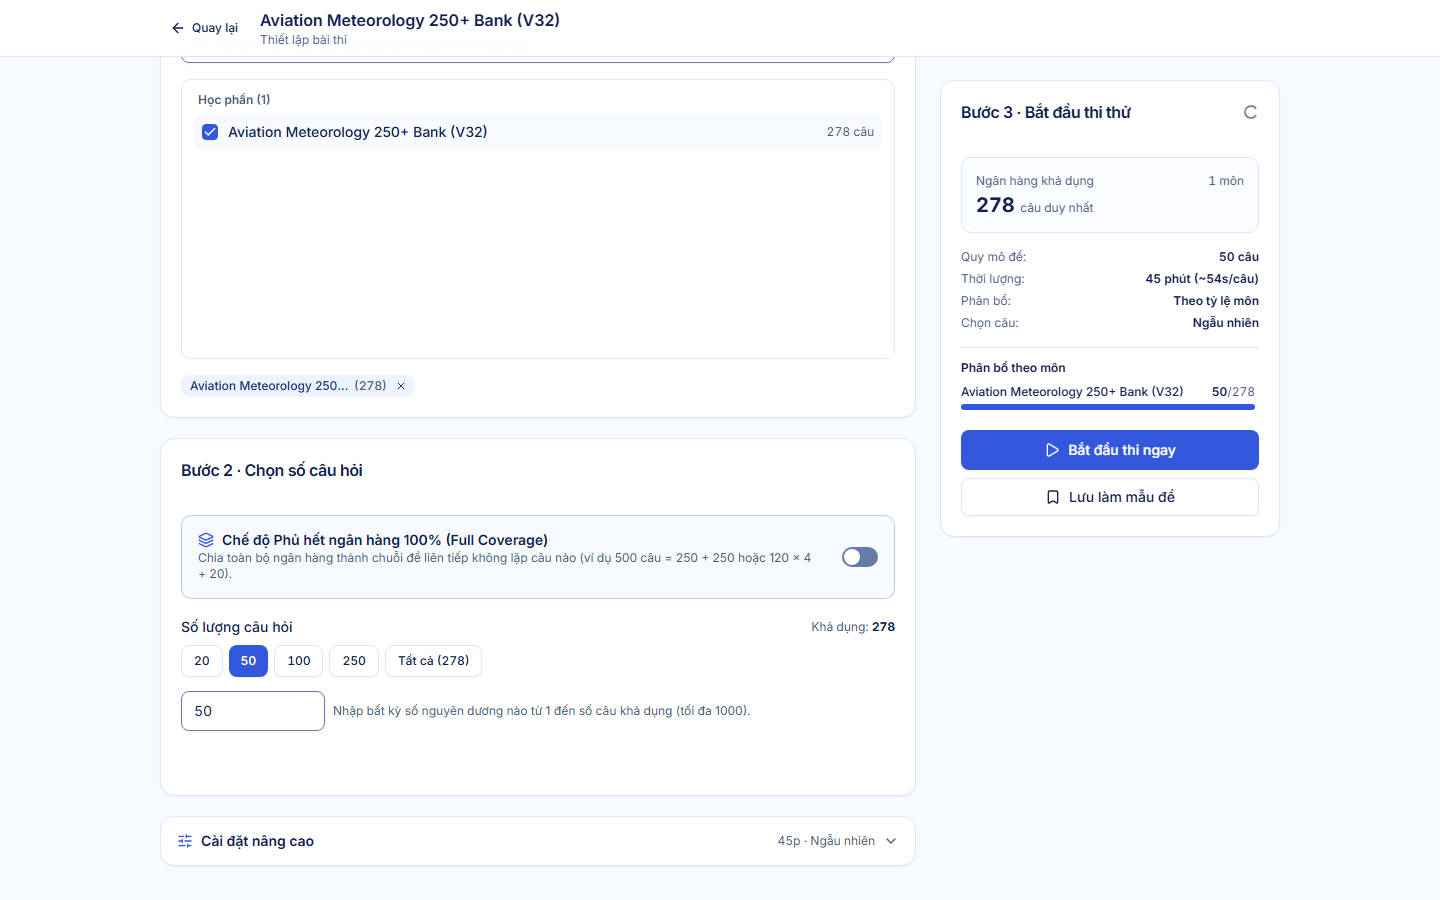 Quay lại
Aviation Meteorology 250+ Bank (V32)
Thiết lập bài thi
Học phần (1)
Aviation Meteorology 250+ Bank (V32)
278 câu
Aviation Meteorology 250... (278)
Bước 2 · Chọn số câu hỏi
Chế độ Phủ hết ngân hàng 100% (Full Coverage)
Chia toàn bộ ngân hàng thành chuỗi đề liên tiếp không lặp câu nào (ví dụ 500 câu = 250 + 250 hoặc 120 × 4
+ 20).
Số lượng câu hỏi
Khả dụng: 278
20
50
100
250
Tất cả (278)
50
Nhập bất kỳ số nguyên dương nào từ 1 đến số câu khả dụng (tối đa 1000).
Cài đặt nâng cao
45p · Ngẫu nhiên
Bước 3 · Bắt đầu thi thử
Ngân hàng khả dụng
1 môn
278 câu duy nhất
Quy mô đề:
50 câu
Thời lượng:
45 phút (~54s/câu)
Phân bổ:
Theo tỷ lệ môn
Chọn câu:
Ngẫu nhiên
Phân bổ theo môn
Aviation Meteorology 250+ Bank (V32)
50/278
Bắt đầu thi ngay
Lưu làm mẫu đề